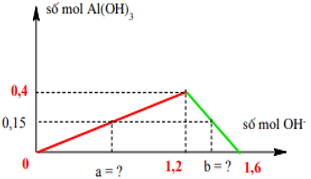 số mol Al(OH)3
0,4
0,15
số mol OH-
0
a = ?
1,2
b = ?
1,6